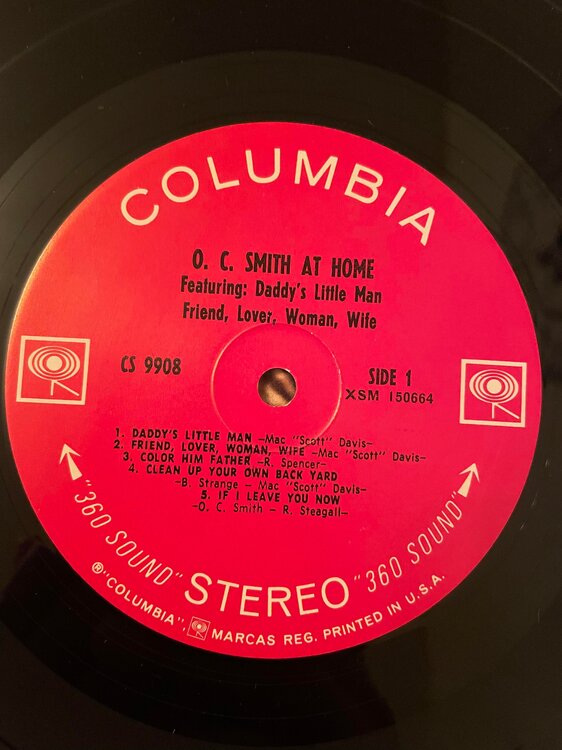 COLUMBIA
O. C. SMITH AT HOME
Featuring: Daddy's Little Man
Friend, Lover, Woman, Wife
CS 9908
SIDE 1
XSM 150664
1. DADDY'S LITTLE MAN –Mac "Scott" Davis–
2. FRIEND, LOVER, WOMAN, WIFE –Mac "Scott" Davis–
3. COLOR HIM FATHER –R. Spencer–
4. CLEAN UP YOUR OWN BACK YARD
–B. Strange – Mac "Scott" Davis–
5. IF I LEAVE YOU NOW
–O. C. Smith – R. Steagall–
"360 SOUND" STEREO "360 SOUND"
®"COLUMBIA", MARCAS REG. PRINTED IN U.S.A.